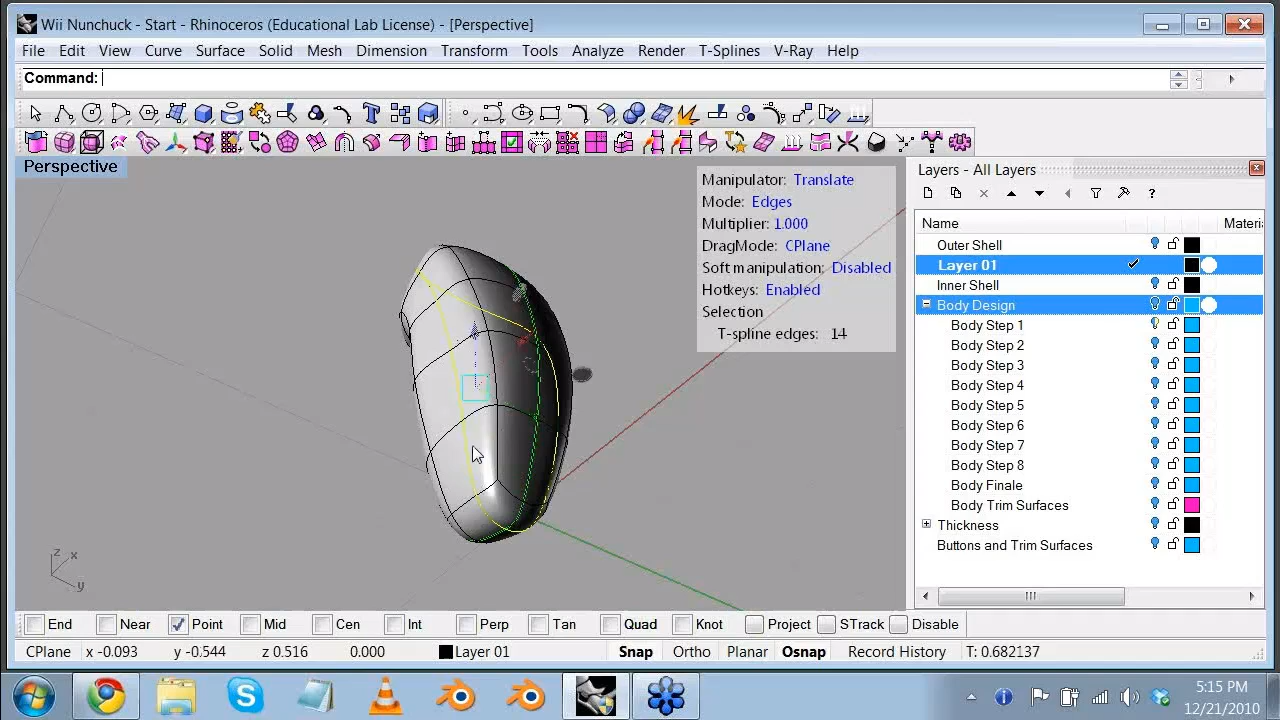 Wii Nunchuck - Start - Rhinoceros (Educational Lab License) - [Perspective]
File Edit View Curve Surface Solid Mesh Dimension Transform Tools Analyze Render T-Splines V-Ray Help
Command:
Perspective
Manipulator: Translate
Mode: Edges
Multiplier: 1.000
DragMode: CPlane
Soft manipulation: Disabled
Hotkeys: Enabled
Selection
T-spline edges: 14
z
x
y
Layers - All Layers
Name Materi
Outer Shell
Layer 01
Inner Shell
Body Design
Body Step 1
Body Step 2
Body Step 3
Body Step 4
Body Step 5
Body Step 6
Body Step 7
Body Step 8
Body Finale
Body Trim Surfaces
Thickness
Buttons and Trim Surfaces
End Near Point Mid Cen Int Perp Tan Quad Knot Project STrack Disable
CPlane x -0.093 y -0.544 z 0.516 0.000 Layer 01 Snap Ortho Planar Osnap Record History T: 0.682137
5:15 PM
12/21/2010